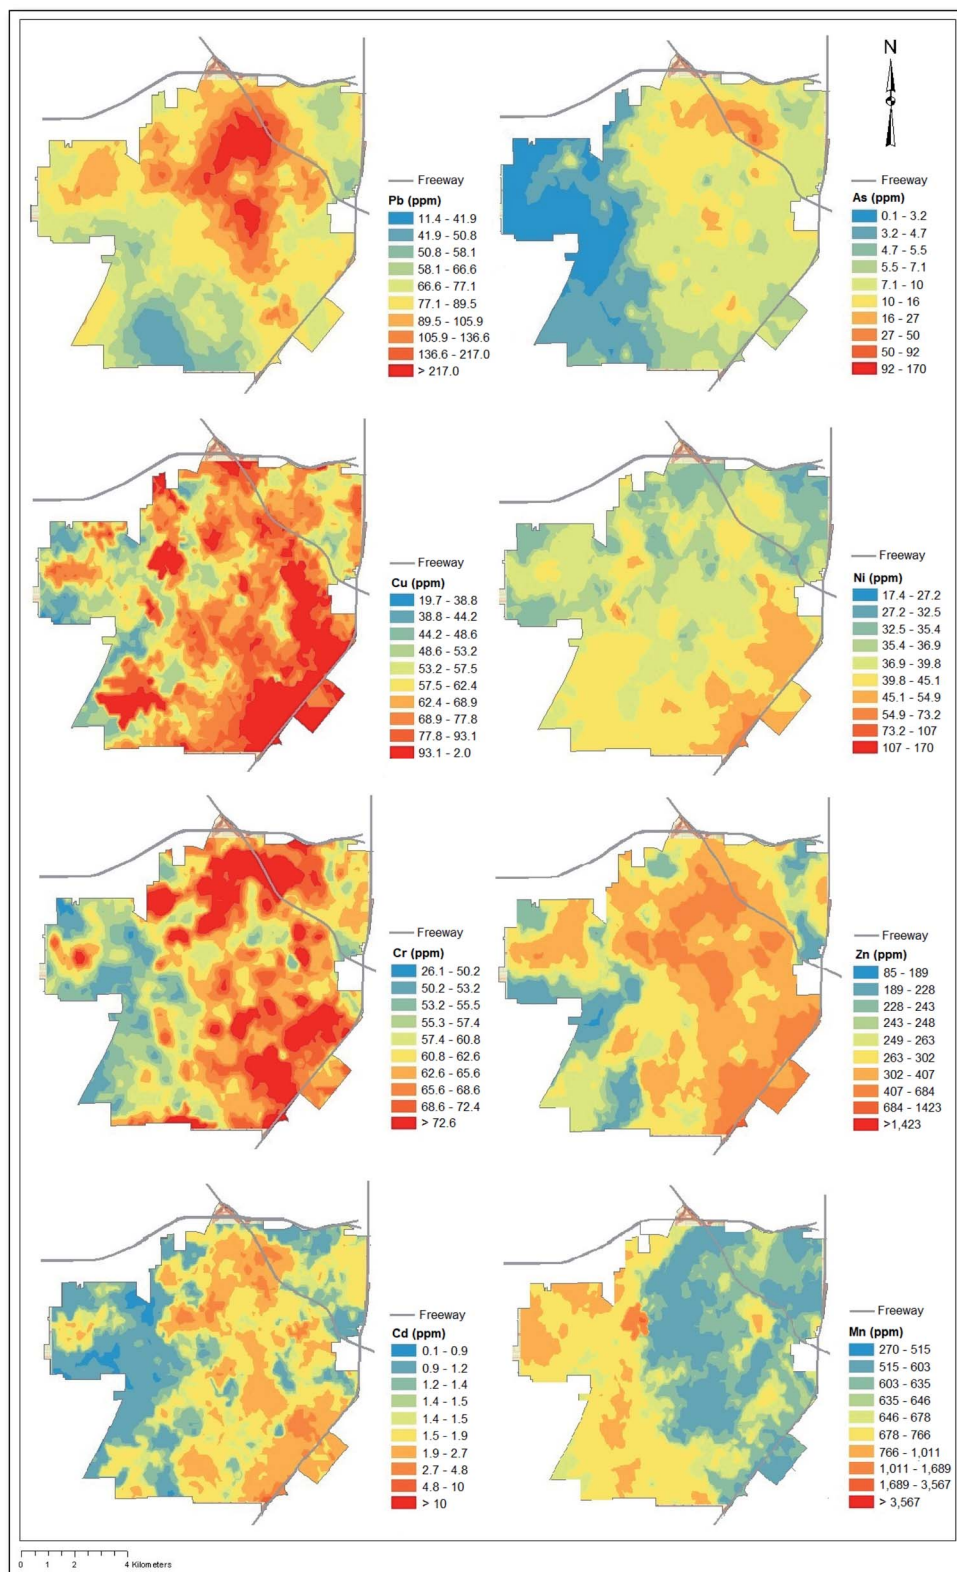 N
Freeway
Pb (ppm)
11.4 - 41.9
41.9 - 50.8
50.8 - 58.1
58.1 - 66.6
66.6 - 77.1
77.1 - 89.5
89.5 - 105.9
105.9 - 136.6
136.6 - 217.0
> 217.0
Freeway
As (ppm)
0.1 - 3.2
3.2 - 4.7
4.7 - 5.5
5.5 - 7.1
7.1 - 10
10 - 16
16 - 27
27 - 50
50 - 92
92 - 170
Freeway
Cu (ppm)
19.7 - 38.8
38.8 - 44.2
44.2 - 48.6
48.6 - 53.2
53.2 - 57.5
57.5 - 62.4
62.4 - 68.9
68.9 - 77.8
77.8 - 93.1
93.1 - 2.0
Freeway
Ni (ppm)
17.4 - 27.2
27.2 - 32.5
32.5 - 35.4
35.4 - 36.9
36.9 - 39.8
39.8 - 45.1
45.1 - 54.9
54.9 - 73.2
73.2 - 107
107 - 170
Freeway
Cr (ppm)
26.1 - 50.2
50.2 - 53.2
53.2 - 55.5
55.3 - 57.4
57.4 - 60.8
60.8 - 62.6
62.6 - 65.6
65.6 - 68.6
68.6 - 72.4
> 72.6
Freeway
Zn (ppm)
85 - 189
189 - 228
228 - 243
243 - 248
249 - 263
263 - 302
302 - 407
407 - 684
684 - 1423
>1,423
Freeway
Cd (ppm)
0.1 - 0.9
0.9 - 1.2
1.2 - 1.4
1.4 - 1.5
1.4 - 1.5
1.5 - 1.9
1.9 - 2.7
2.7 - 4.8
4.8 - 10
> 10
Freeway
Mn (ppm)
270 - 515
515 - 603
603 - 635
635 - 646
646 - 678
678 - 766
766 - 1,011
1,011 - 1,689
1,689 - 3,567
> 3,567
0 1 2 4 Kilometers